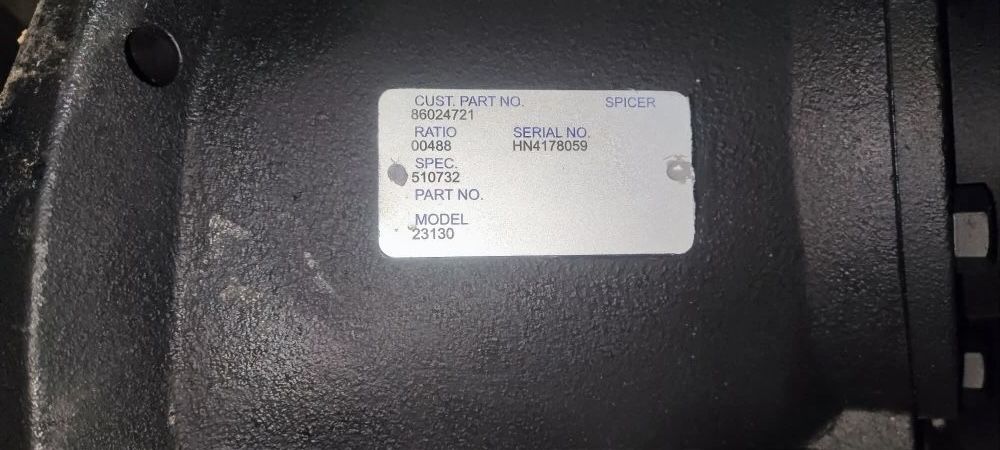 CUST. PART NO. SPICER
86024721
RATIO SERIAL NO.
00488 HN4178059
SPEC.
510732
PART NO.
MODEL
23130